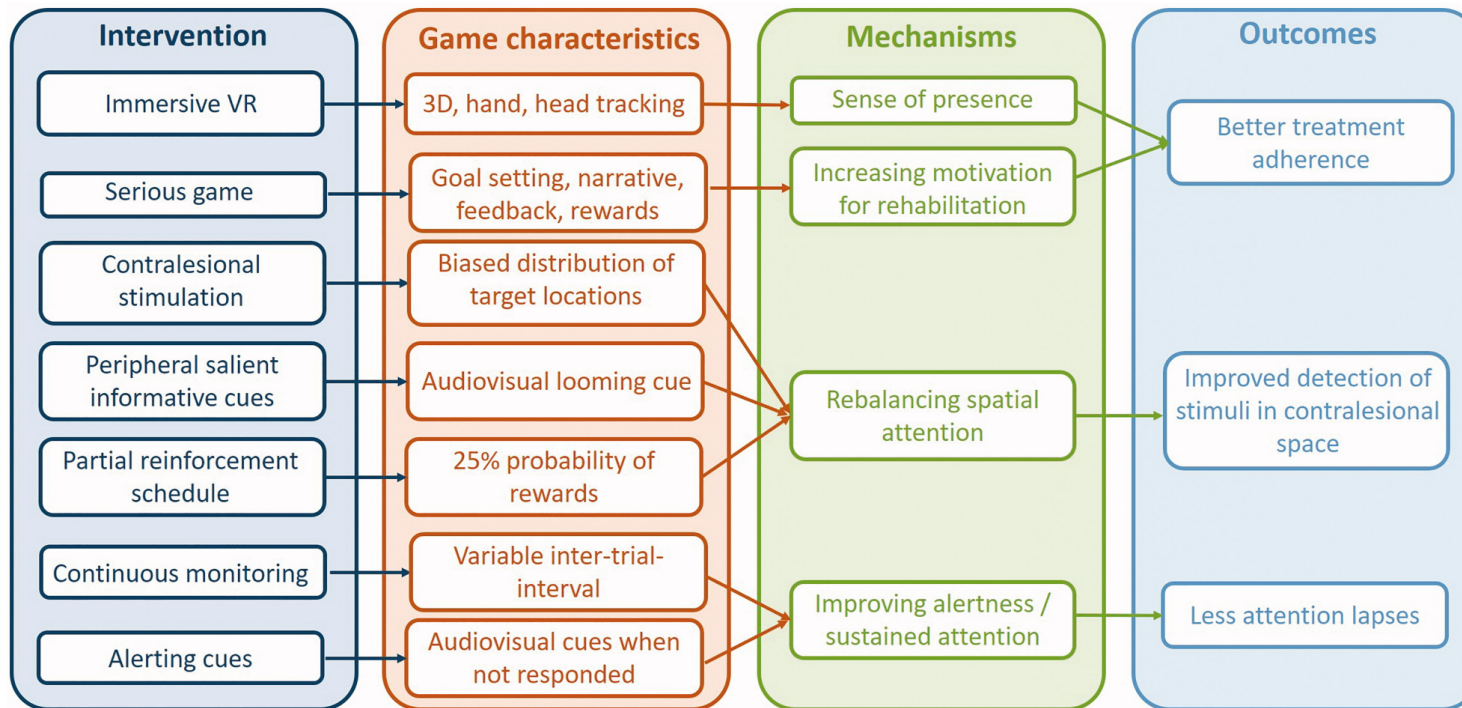 Intervention
Immersive VR
Serious game
Contralesional
stimulation
Peripheral salient
informative cues
Partial reinforcement
schedule
Continuous monitoring
Alerting cues
Game characteristics
3D, hand, head tracking
Goal setting, narrative,
feedback, rewards
Biased distribution of
target locations
Audiovisual looming cue
25% probability of
rewards
Variable inter-trial-
interval
Audiovisual cues when
not responded
Mechanisms
Sense of presence
Increasing motivation
for rehabilitation
Rebalancing spatial
attention
Improving alertness /
sustained attention
Outcomes
Better treatment
adherence
Improved detection of
stimuli in contralesional
space
Less attention lapses